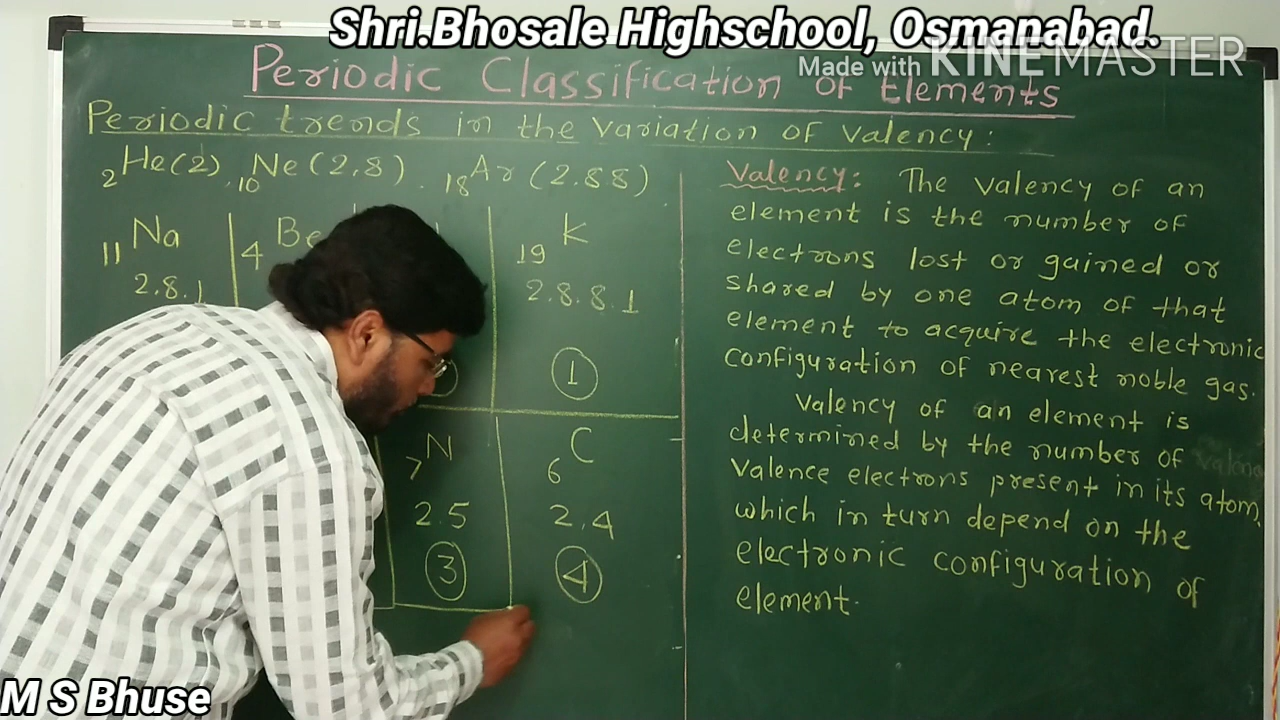 Shri.Bhosale Highschool, Osmanabad.
Made with KINEMASTER
Periodic Classification of Elements
Periodic trends in the variation of valency:
2He(2), 10Ne(2,8). 18Ar(2.88)
11Na
2.8.1
4Be
19K
2.8.8.1
1
7N
2.5
3
6C
2.4
4
Valency: The valency of an
element is the number of
electrons lost or gained or
shared by one atom of that
element to acquire the electronic
configuration of nearest noble gas.
Valency of an element is
determined by the number of
valence electrons present in its atom,
which in turn depend on the
electronic configuration of
element.
M S Bhuse